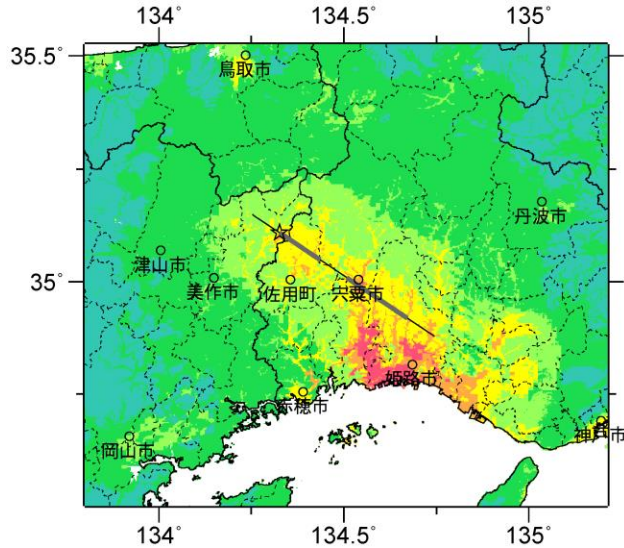 134° 134.5° 135°
35.5°
鳥取市
丹波市
津山市
35°
美作市 佐用町 宍粟市
姫路市
赤穂市
岡山市 神戸市
134° 134.5° 135°